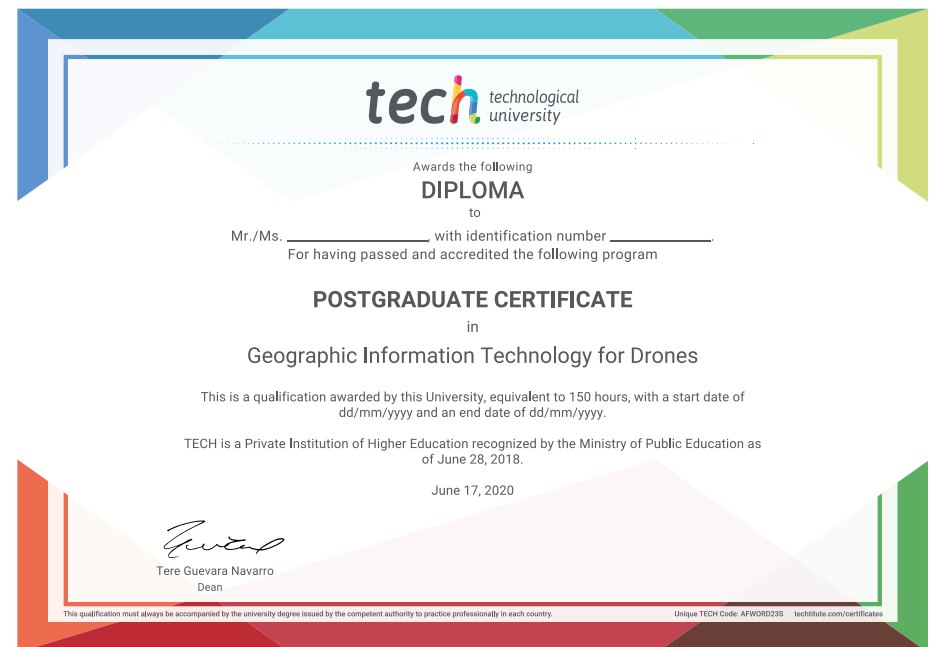 tech technological
university
Awards the following
DIPLOMA
to
Mr./Ms. ____________, with identification number ____________.
For having passed and accredited the following program
POSTGRADUATE CERTIFICATE
in
Geographic Information Technology for Drones
This is a qualification awarded by this University, equivalent to 150 hours, with a start date of
dd/mm/yyyy and an end date of dd/mm/yyyy.
TECH is a Private Institution of Higher Education recognized by the Ministry of Public Education as
of June 28, 2018.
June 17, 2020
Tere Guevara Navarro
Dean
This qualification must always be accompanied by the university degree issued by the competent authority to practice professionally in each country.
Unique TECH Code: AFWORD23S techtitute.com/certificates